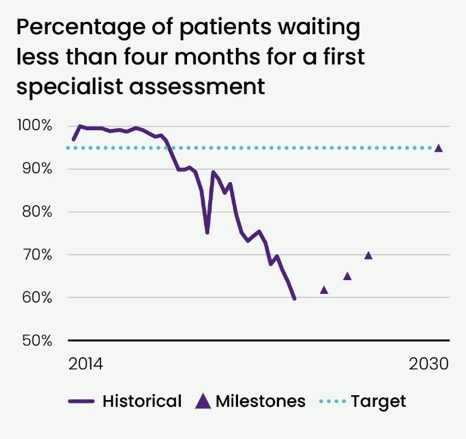 Percentage of patients waiting
less than four months for a first
specialist assessment
100%
90%
80%
70%
60%
50%
2014 2030
Historical Milestones Target